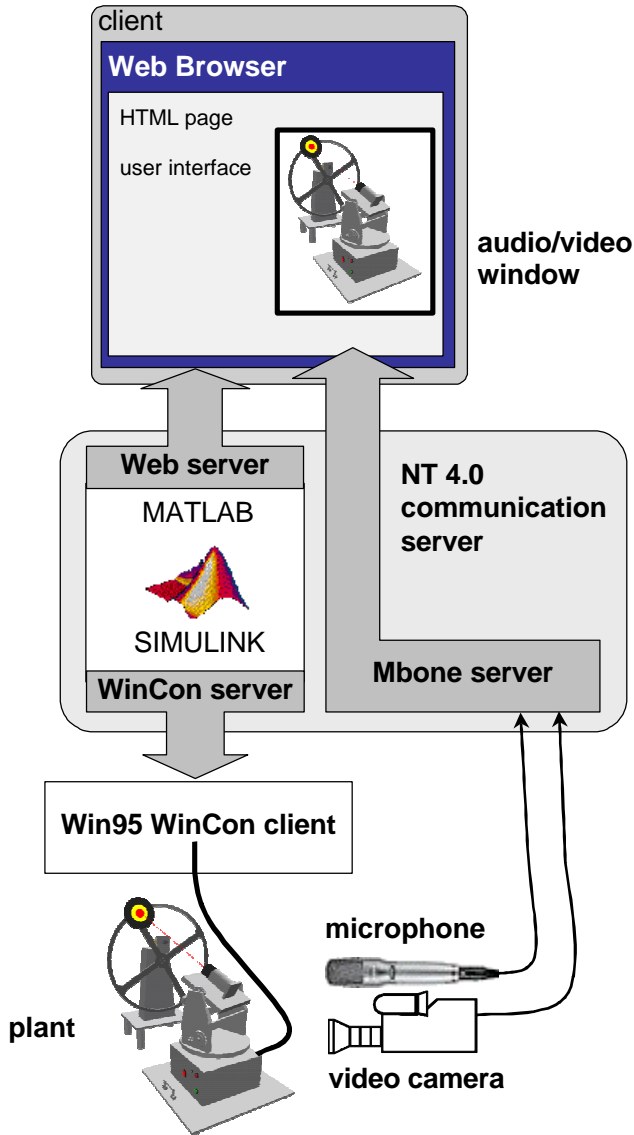 client
Web Browser
HTML page
user interface
audio/video
window
Web server
MATLAB
SIMULINK
WinCon server
NT 4.0
communication
server
Mbone server
Win95 WinCon client
microphone
plant
video camera